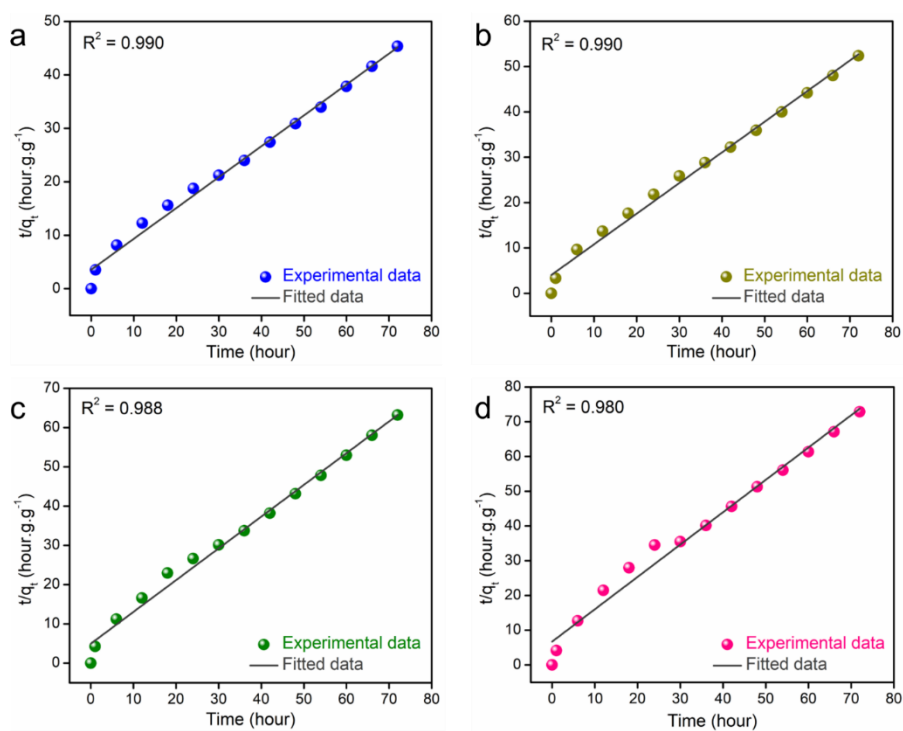 a
R² = 0.990
50
40
30
20
10
0
t/qₜ (hour.g.g⁻¹)
Experimental data
Fitted data
0 10 20 30 40 50 60 70 80
Time (hour)
b
R² = 0.990
60
50
40
30
20
10
0
t/qₜ (hour.g.g⁻¹)
Experimental data
Fitted data
0 10 20 30 40 50 60 70 80
Time (hour)
c
R² = 0.988
70
60
50
40
30
20
10
0
t/qₜ (hour.g.g⁻¹)
Experimental data
Fitted data
0 10 20 30 40 50 60 70 80
Time (hour)
d
R² = 0.980
80
70
60
50
40
30
20
10
0
t/qₜ (hour.g.g⁻¹)
Experimental data
Fitted data
0 10 20 30 40 50 60 70 80
Time (hour)